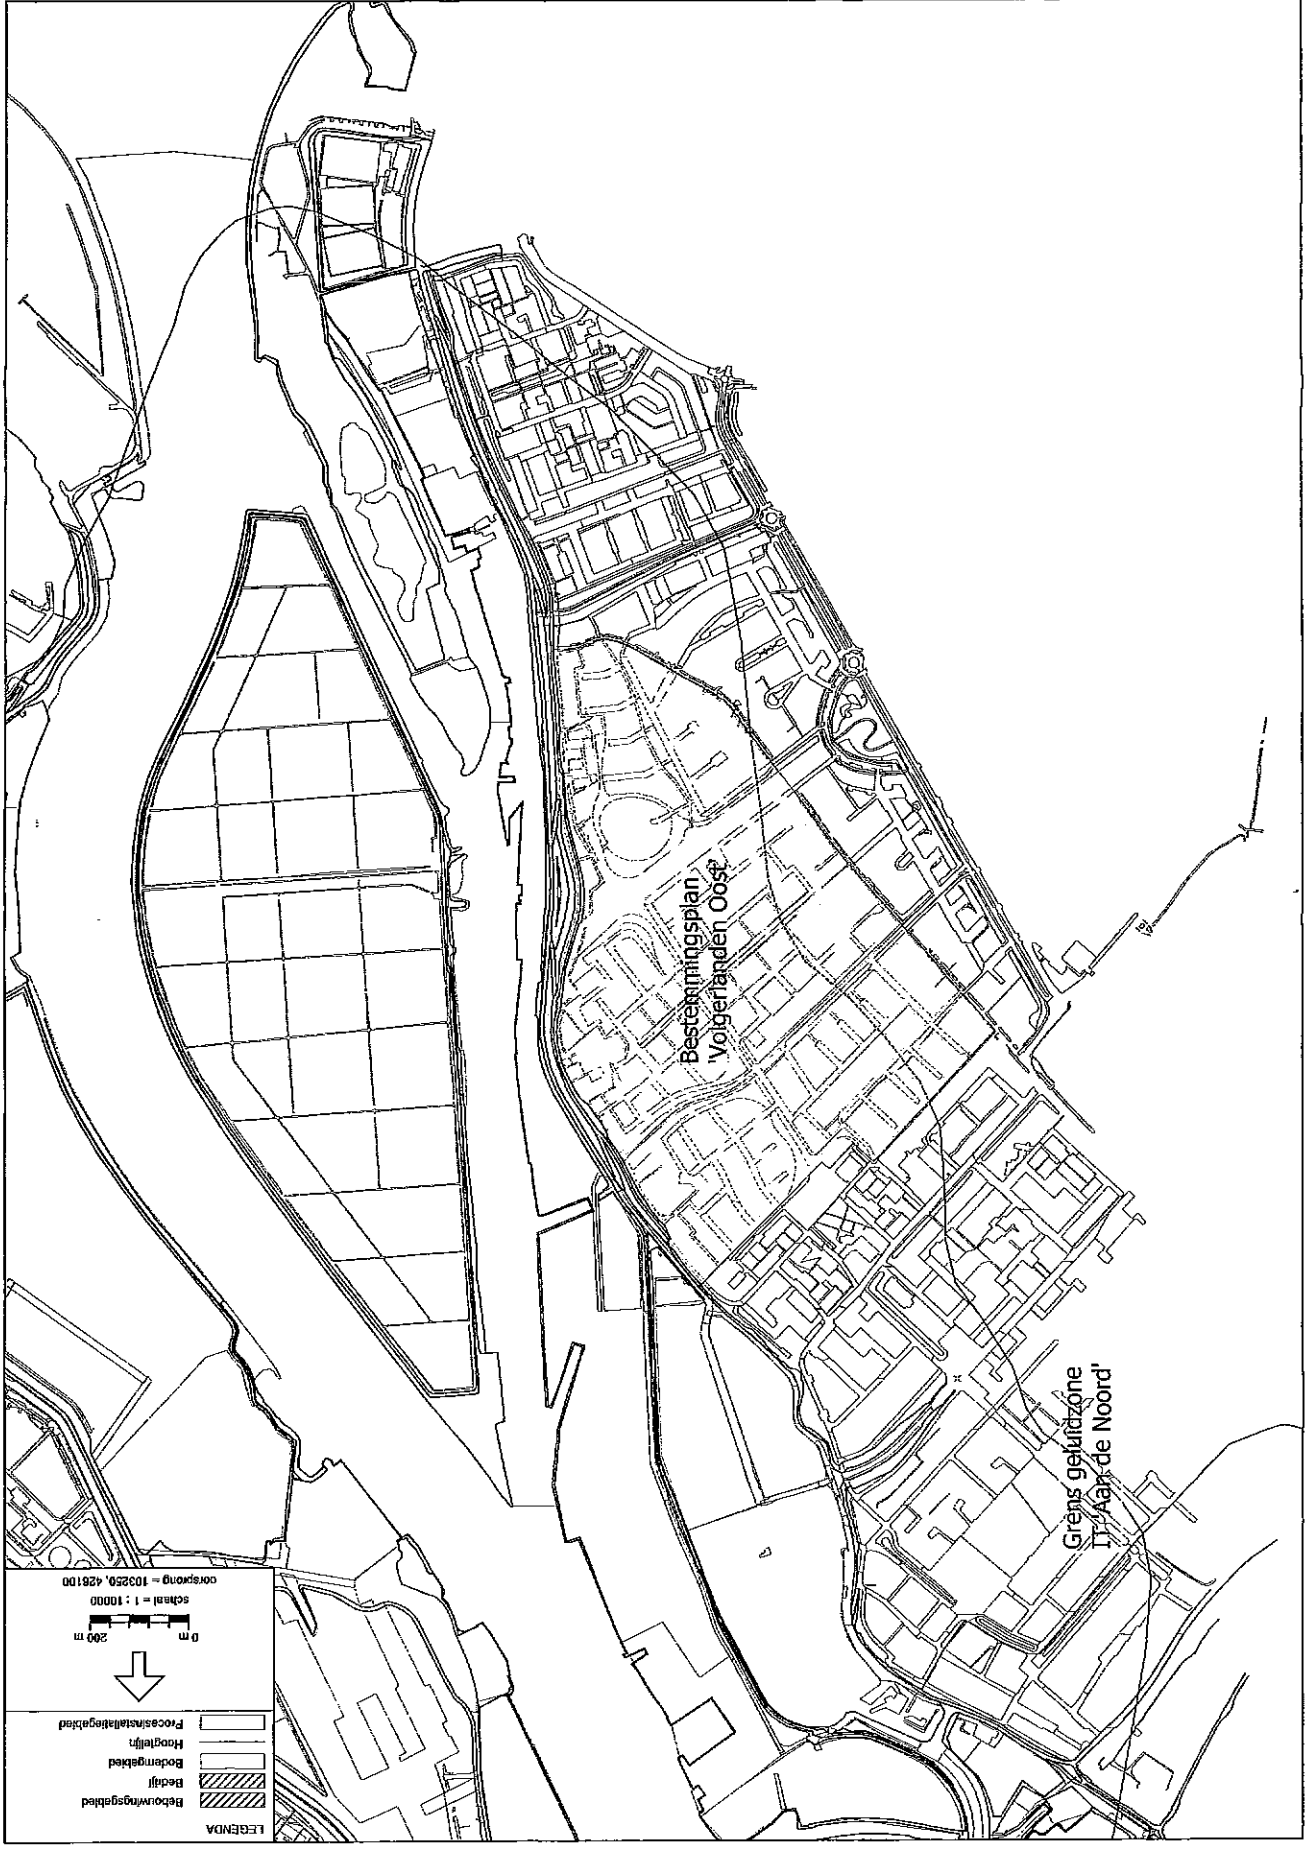 Bestemmingsplan
'Volgerlanden Oost'
Grens geluidzone
IT 'Aan de Noord'
LEGENDA
Bebouwingsgebied
Bedrijf
Bodemgebied
Hoogtelijn
Procesinstallatiegebied
0 m
200 m
schaal = 1 : 10000
oorsprong = 103250, 426100